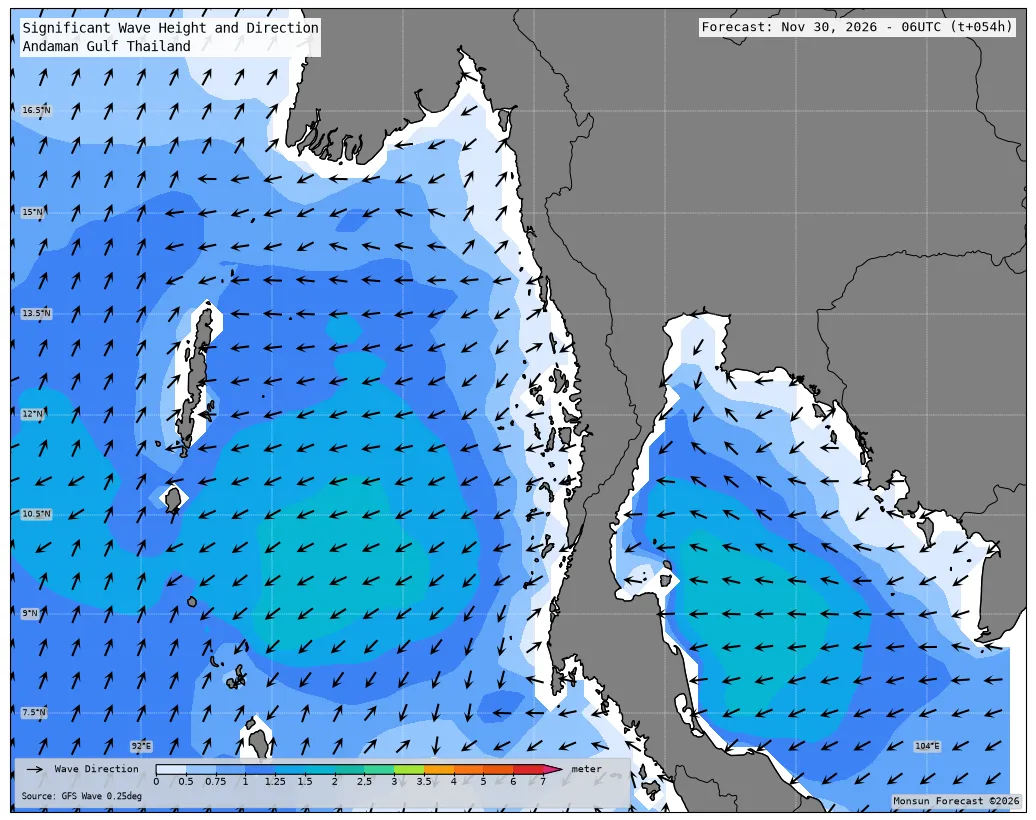 Significant Wave Height and Direction
Andaman Gulf Thailand
Forecast: Nov 30, 2026 - 06UTC (t+054h)
16.5°N
15°N
13.5°N
12°N
10.5°N
9°N
7.5°N
92°E
104°E
Wave Direction
0.5 0.75 1 1.25 1.5 2 2.5 3 3.5 4 5 6 7
meter
Source: GFS Wave 0.25deg
Monsun Forecast ©2026